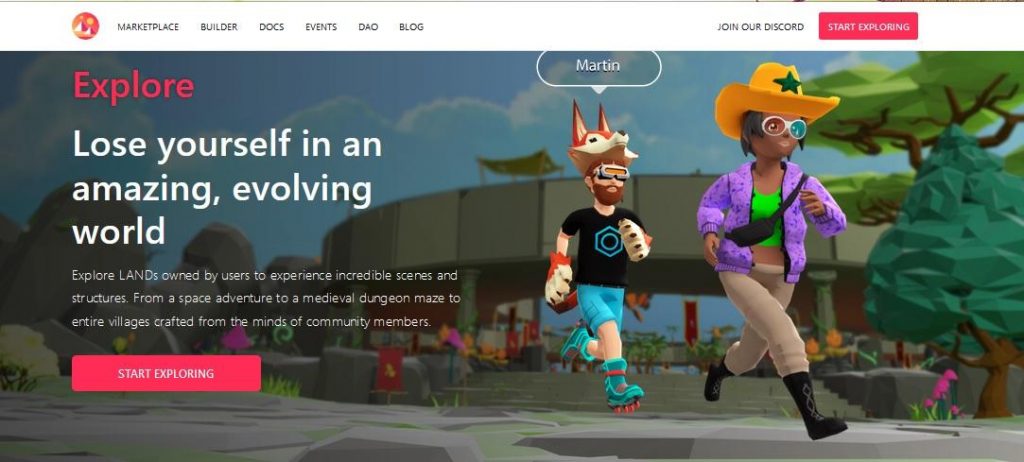 MARKETPLACE BUILDER DOCS EVENTS DAO BLOG JOIN OUR DISCORD START EXPLORING
Martin
Explore
Lose yourself in an
amazing, evolving
world
Explore LANDs owned by users to experience incredible scenes and
structures. From a space adventure to a medieval dungeon maze to
entire villages crafted from the minds of community members.
START EXPLORING